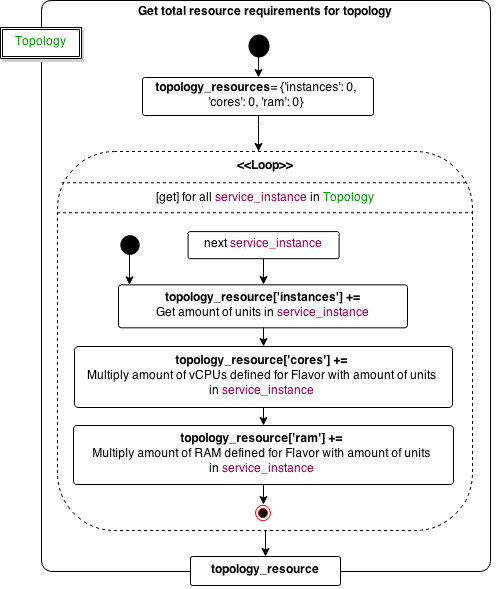 Get total resource requirements for topology
Topology
topology_resources= {'instances': 0,
'cores': 0, 'ram': 0}
<<Loop>>
[get] for all service_instance in Topology
next service_instance
topology_resource['instances'] +=
Get amount of units in service_instance
topology_resource['cores'] +=
Multiply amount of vCPUs defined for Flavor with amount of units
in service_instance
topology_resource['ram'] +=
Multiply amount of RAM defined for Flavor with amount of units
in service_instance
topology_resource